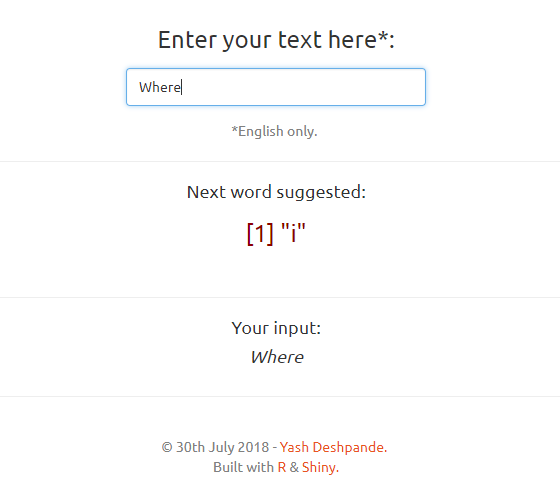 Enter your text here*:
Where
*English only.
Next word suggested:
[1] "i"
Your input:
Where
© 30th July 2018 - Yash Deshpande.
Built with R & Shiny.